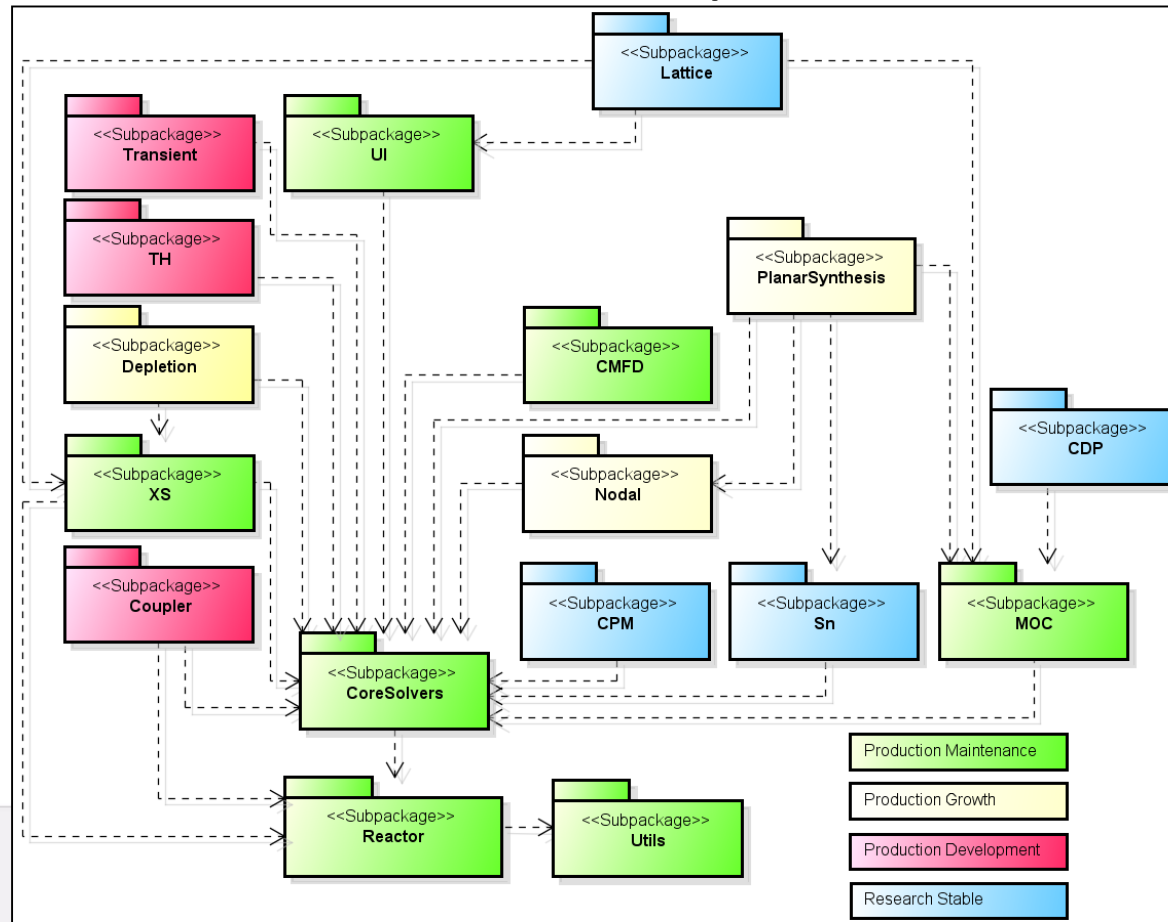 <<Subpackage>>
Lattice
<<Subpackage>>
Transient
<<Subpackage>>
UI
<<Subpackage>>
TH
<<Subpackage>>
PlanarSynthesis
<<Subpackage>>
Depletion
<<Subpackage>>
CMFD
<<Subpackage>>
CDP
<<Subpackage>>
XS
<<Subpackage>>
Nodal
<<Subpackage>>
Coupler
<<Subpackage>>
CPM
<<Subpackage>>
Sn
<<Subpackage>>
MOC
<<Subpackage>>
CoreSolvers
<<Subpackage>>
Reactor
<<Subpackage>>
Utils
Production Maintenance
Production Growth
Production Development
Research Stable